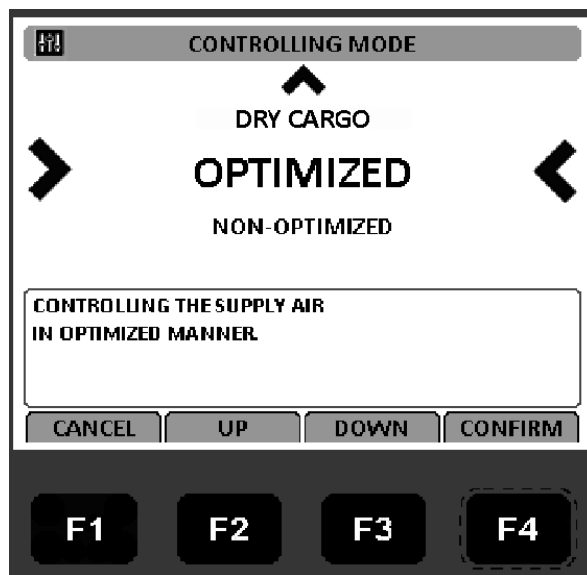 CONTROLLING MODE
DRY CARGO
OPTIMIZED
NON-OPTIMIZED
CONTROLLING THE SUPPLY AIR
IN OPTIMIZED MANNER.
CANCEL UP DOWN CONFIRM
F1 F2 F3 F4